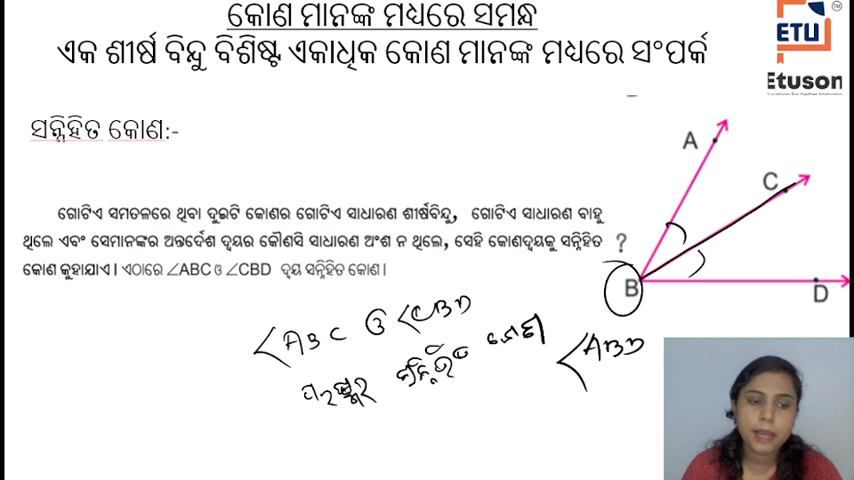 କୋଣ ମାନଙ୍କ ମଧ୍ୟରେ ସମନ୍ଧ
ଏକ ଶୀର୍ଷ ବିନ୍ଦୁ ବିଶିଷ୍ଟ ଏକାଧିକ କୋଣ ମାନଙ୍କ ମଧ୍ୟରେ ସଂପର୍କ
ETU
TM
Etuson
ସନ୍ନିହିତ କୋଣ:-
A
C
ଗୋଟିଏ ସମତଳରେ ଥିବା ଦୁଇଟି କୋଣର ଗୋଟିଏ ସାଧାରଣ ଶୀର୍ଷବିନ୍ଦୁ, ଗୋଟିଏ ସାଧାରଣ ବାହୁ
ଥିଲେ ଏବଂ ସେମାନଙ୍କର ଅନ୍ତର୍ଦେଶ ଦ୍ୱୟର କୌଣସି ସାଧାରଣ ଅଂଶ ନ ଥିଲେ, ସେହି କୋଣଦ୍ୱୟକୁ ସନ୍ନିହିତ
?
କୋଣ କୁହାଯାଏ। ଏଠାରେ ∠ABC ଓ ∠CBD ଦ୍ୱୟ ସନ୍ନିହିତ କୋଣ।
B
D
<ABC ଓ <CBD
ପରସ୍ପର ସନ୍ନିହିତ କୋଣ
<ABD